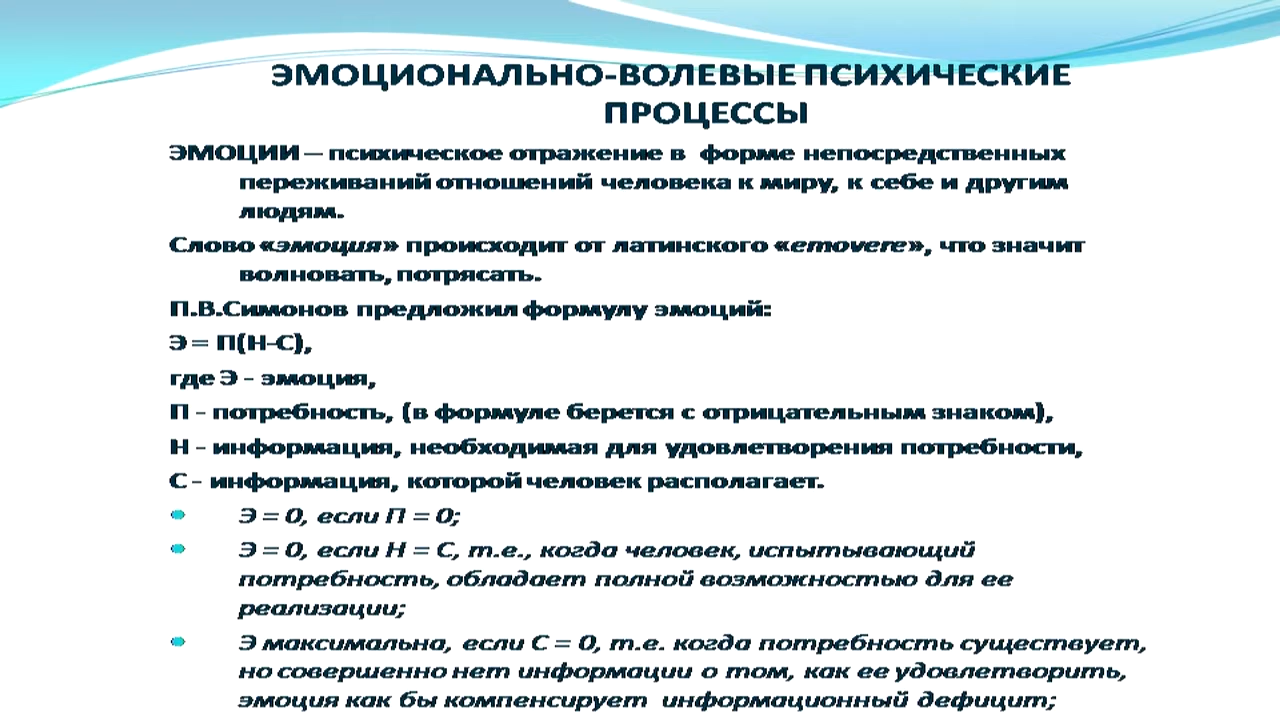 ЭМОЦИОНАЛЬНО-ВОЛЕВЫЕ ПСИХИЧЕСКИЕ
ПРОЦЕССЫ
ЭМОЦИИ – психическое отражение в форме непосредственных
переживаний отношений человека к миру, к себе и другим
людям.
Слово «эмоция» происходит от латинского «emovere», что значит
волновать, потрясать.
П.В.Симонов предложил формулу эмоций:
Э = П(Н-С),
где Э - эмоция,
П - потребность, (в формуле берется с отрицательным знаком),
Н - информация, необходимая для удовлетворения потребности,
С - информация, которой человек располагает.
Э = 0, если П = 0;
Э = 0, если Н = С, т.е., когда человек, испытывающий
потребность, обладает полной возможностью для ее
реализации;
Э максимальна, если С = 0, т.е. когда потребность существует,
но совершенно нет информации о том, как ее удовлетворить,
эмоция как бы компенсирует информационный дефицит;